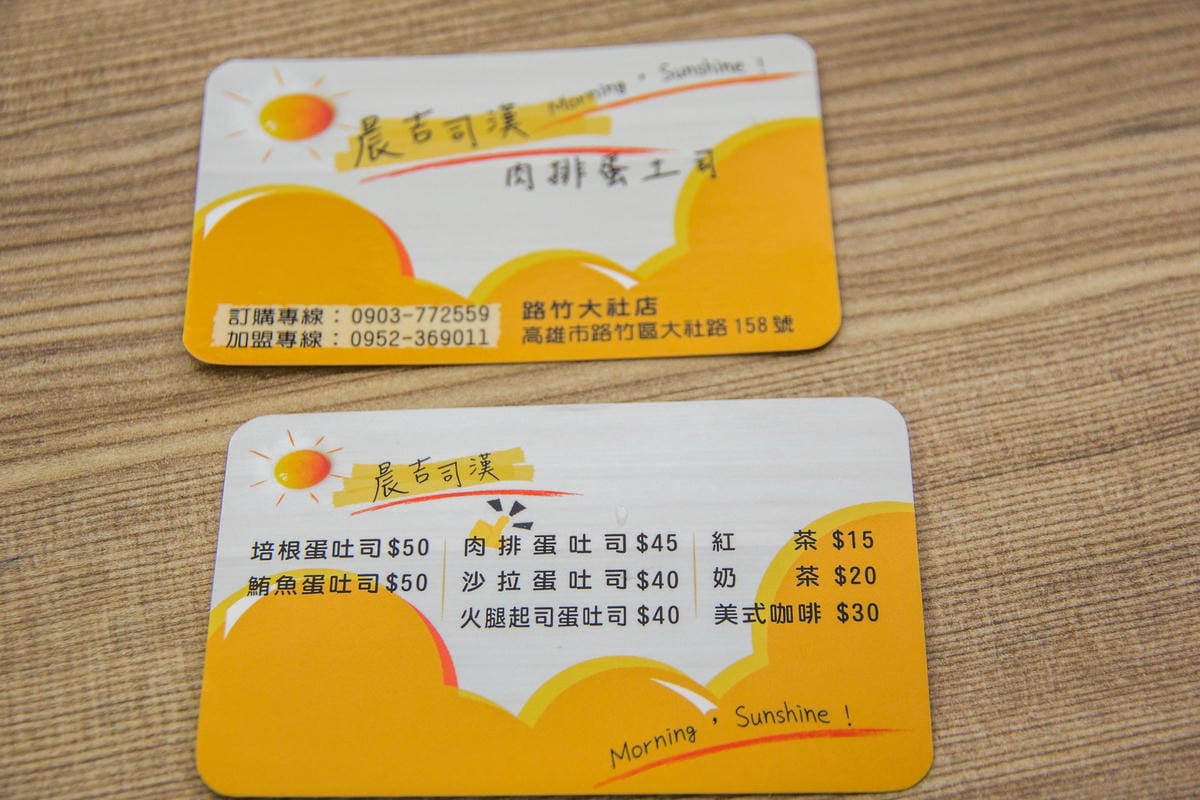 晨吉司漢 Morning, Sunshine!
肉排蛋土司
訂購專線：0903-772559
加盟專線：0952-369011
路竹大社店
高雄市路竹區大社路158號
晨吉司漢
培根蛋吐司$50
鮪魚蛋吐司$50
肉排蛋吐司$45
沙拉蛋吐司$40
火腿起司蛋吐司$40
紅茶 $15
奶茶 $20
美式咖啡 $30
Morning, Sunshine!